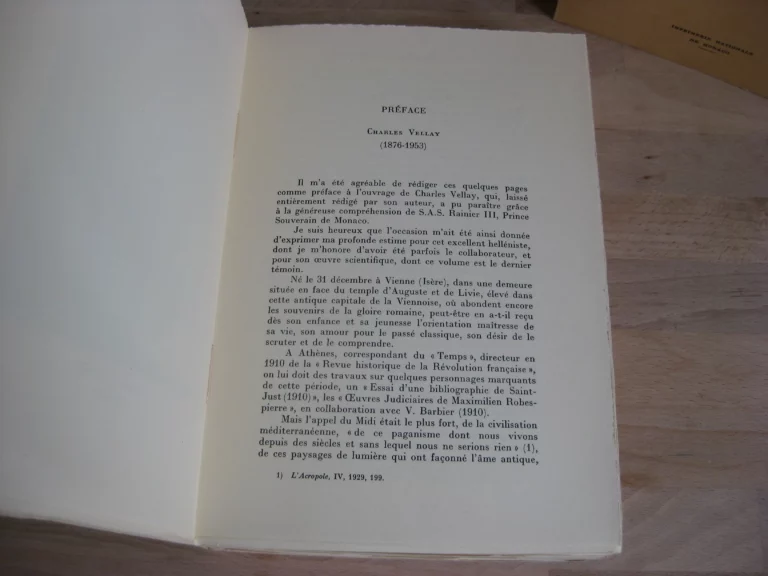 IMPRIMERIE NATIONALE
DE MONACO
PRÉFACE
Charles Vellay
(1876-1953)
Il m'a été agréable de rédiger ces quelques pages
comme préface à l'ouvrage de Charles Vellay, qui, laissé
entièrement rédigé par son auteur, a pu paraître grâce
à la généreuse compréhension de S.A.S. Rainier III, Prince
Souverain de Monaco.
Je suis heureux que l'occasion m'ait été ainsi donnée
d'exprimer ma profonde estime pour cet excellent helléniste,
dont je m'honore d'avoir été parfois le collaborateur, et
pour son œuvre scientifique, dont ce volume est le dernier
témoin.
Né le 31 décembre à Vienne (Isère), dans une demeure
située en face du temple d'Auguste et de Livie, élevé dans
cette antique capitale de la Viennoise, où abondent encore
les souvenirs de la gloire romaine, peut-être en a-t-il reçu
dès son enfance et sa jeunesse l'orientation maîtresse de
sa vie, son amour pour le passé classique, son désir de le
scruter et de le comprendre.
A Athènes, correspondant du « Temps », directeur en
1910 de la « Revue historique de la Révolution française »,
on lui doit des travaux sur quelques personnages marquants
de cette période, un « Essai d'une bibliographie de Saint-
Just (1910) », les « Œuvres Judiciaires de Maximilien Robes-
pierre », en collaboration avec V. Barbier (1910).
Mais l'appel du Midi était le plus fort, de la civilisation
méditerranéenne, « de ce paganisme dont nous vivons
depuis des siècles et sans lequel nous ne serions rien » (1),
de ces paysages de lumière qui ont façonné l'âme antique,
1) L'Acropole, IV, 1929, 199.